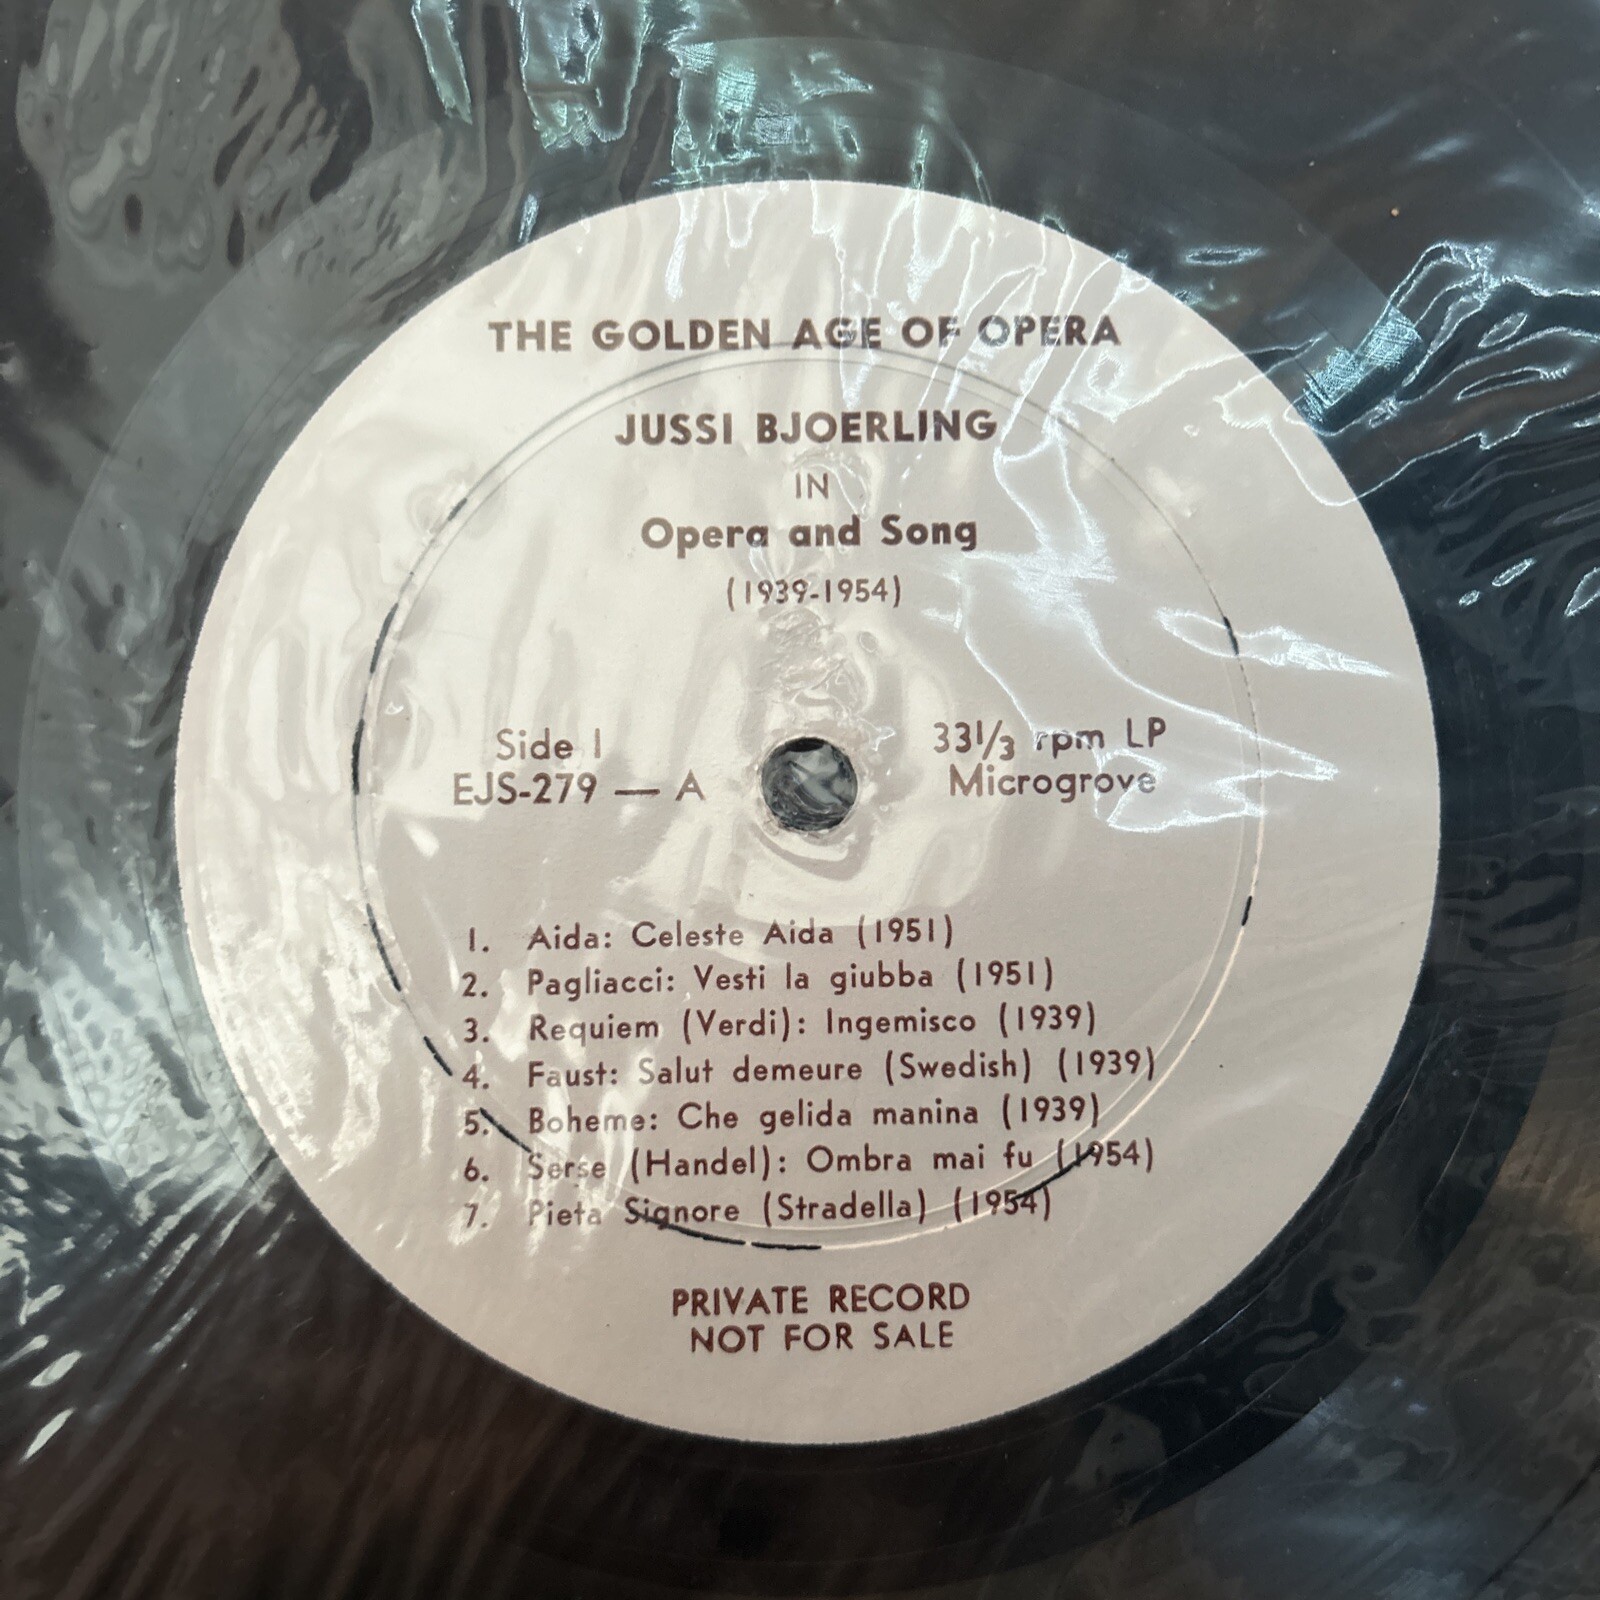 THE GOLDEN AGE OF OPERA
JUSSI BJOERLING
IN
Opera and Song
(1939-1954)
Side 1
EJS-279 — A
33 1/3 rpm LP
Microgrove
1. Aida: Celeste Aida (1951)
2. Pagliacci: Vesti la giubba (1951)
3. Requiem (Verdi): Ingemisco (1939)
4. Faust: Salut demeure (Swedish) (1939)
5. Boheme: Che gelida manina (1939)
6. Serse (Handel): Ombra mai fu (1954)
7. Pieta Signore (Stradella) (1954)
PRIVATE RECORD
NOT FOR SALE